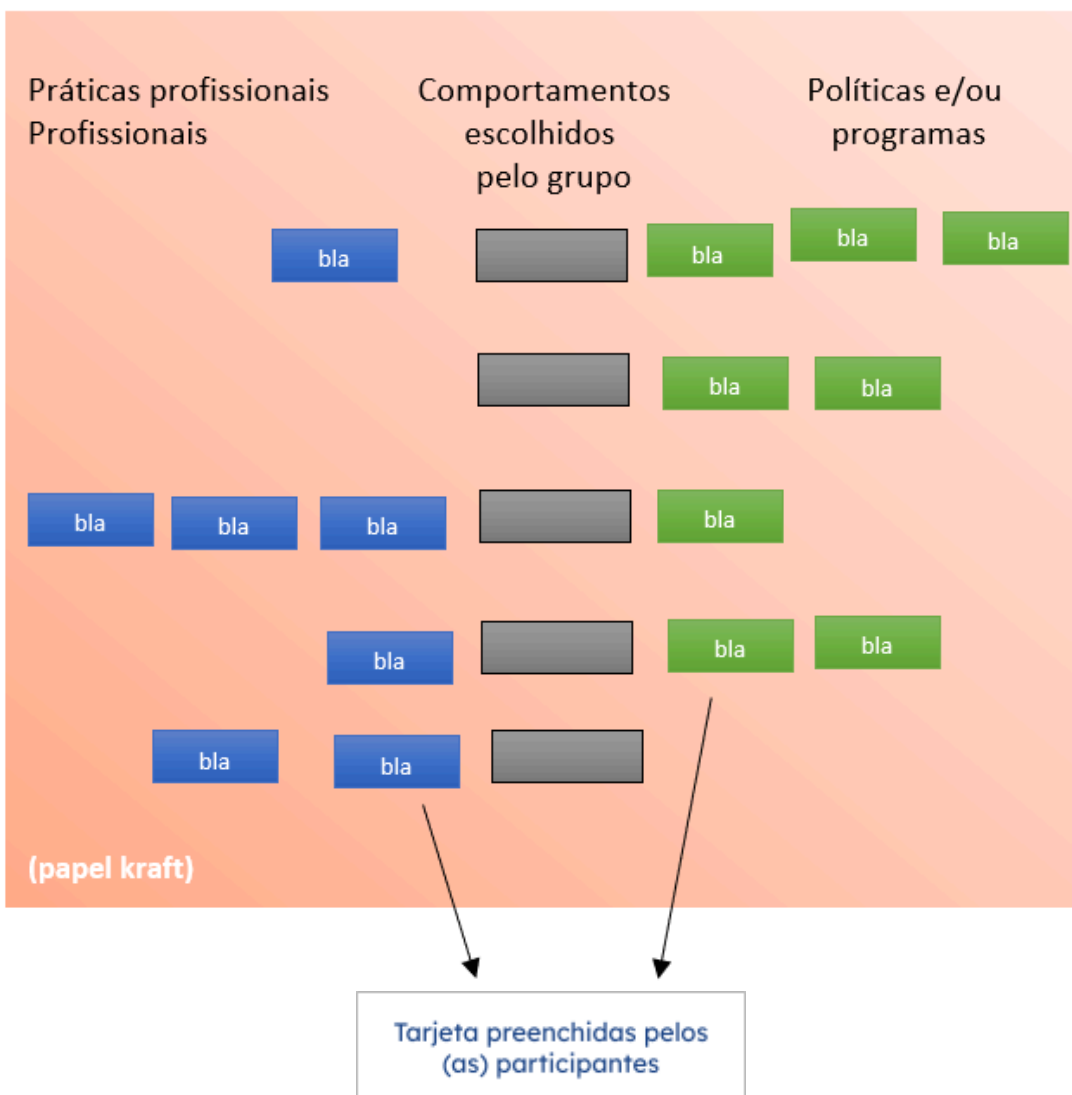 Práticas profissionais
Profissionais
Comportamentos
escolhidos
pelo grupo
Políticas e/ou
programas
bla bla bla bla
bla bla
bla bla bla bla
bla bla bla
bla bla
(papel kraft)
Tarjeta preenchidas pelos
(as) participantes